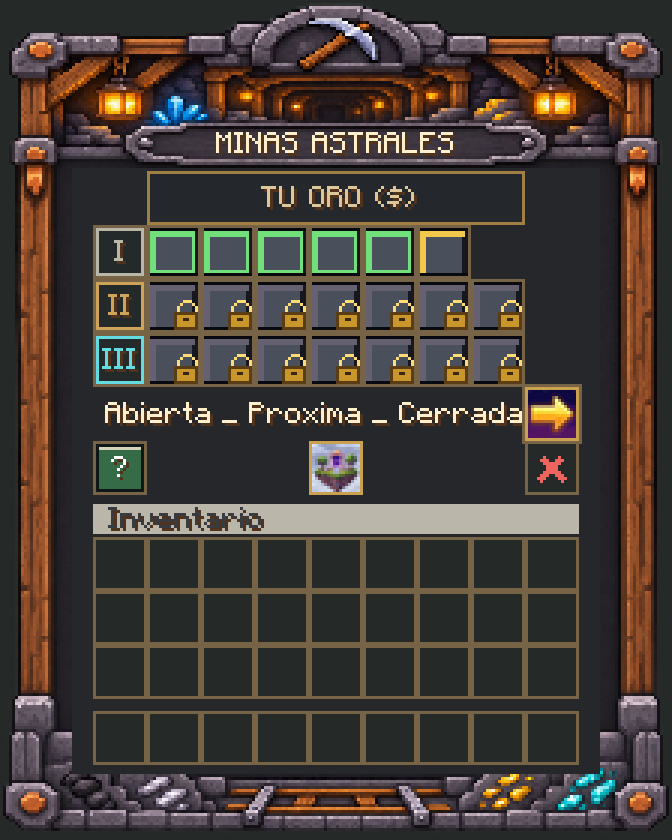 MINAS ASTRALES
TU ORO ($)
I
II
III
Abierta _ Proxima _ Cerrada
?
Inventario